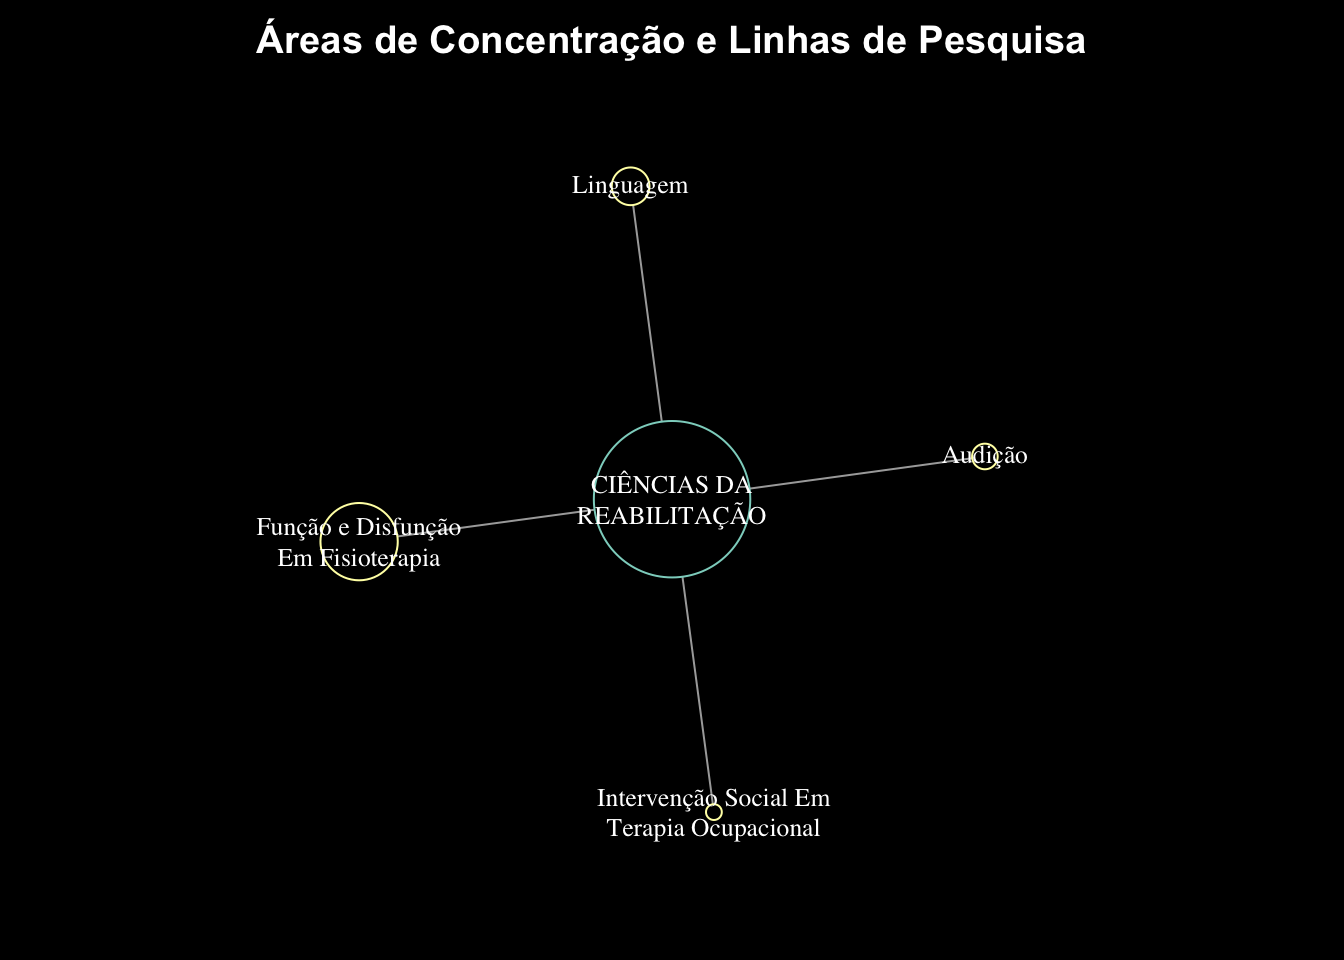 Áreas de Concentração e Linhas de Pesquisa
Linguagem
Audição
CIÊNCIAS DA
REABILITAÇÃO
Função e Disfunção
Em Fisioterapia
Intervenção Social Em
Terapia Ocupacional